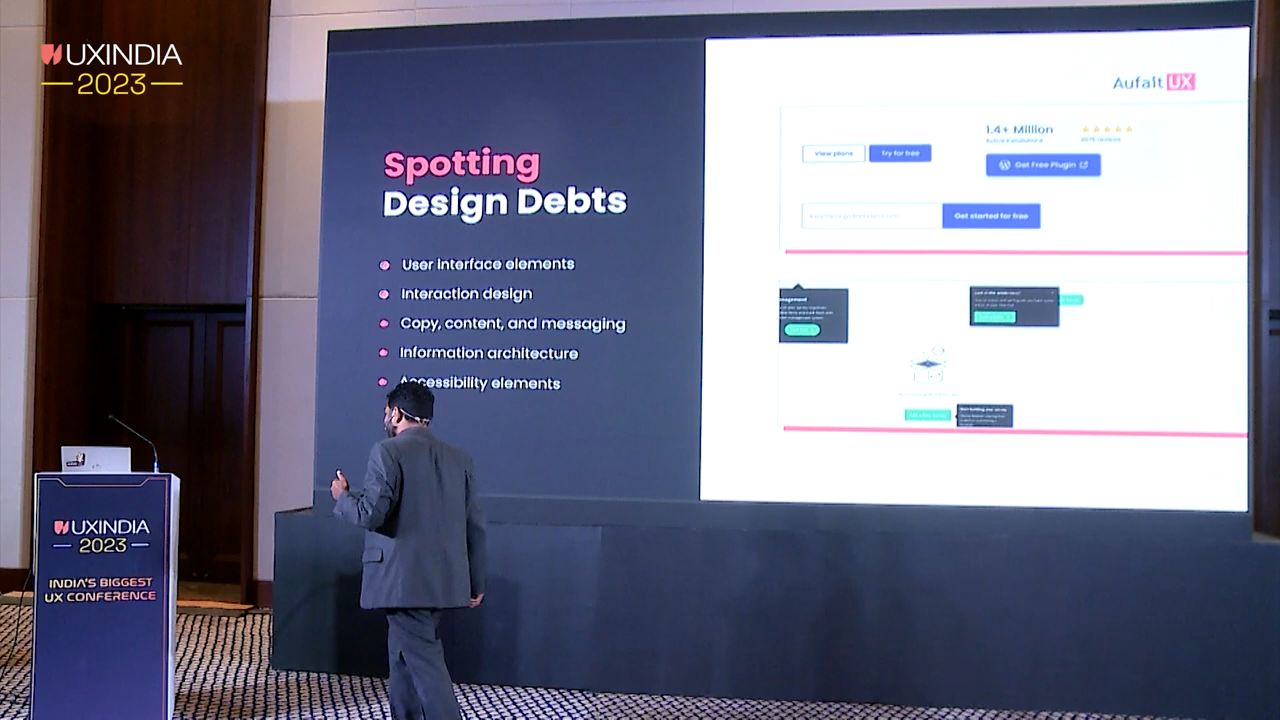 UXINDIA
2023
Spotting
Design Debts
User interface elements
Interaction design
Copy, content, and messaging
Information architecture
Accessibility elements
Aufait UX
1.4+ Million
View plans
Try for free
Get Free Plugin
Get started for free
UXINDIA
2023
INDIA'S BIGGEST
UX CONFERENCE